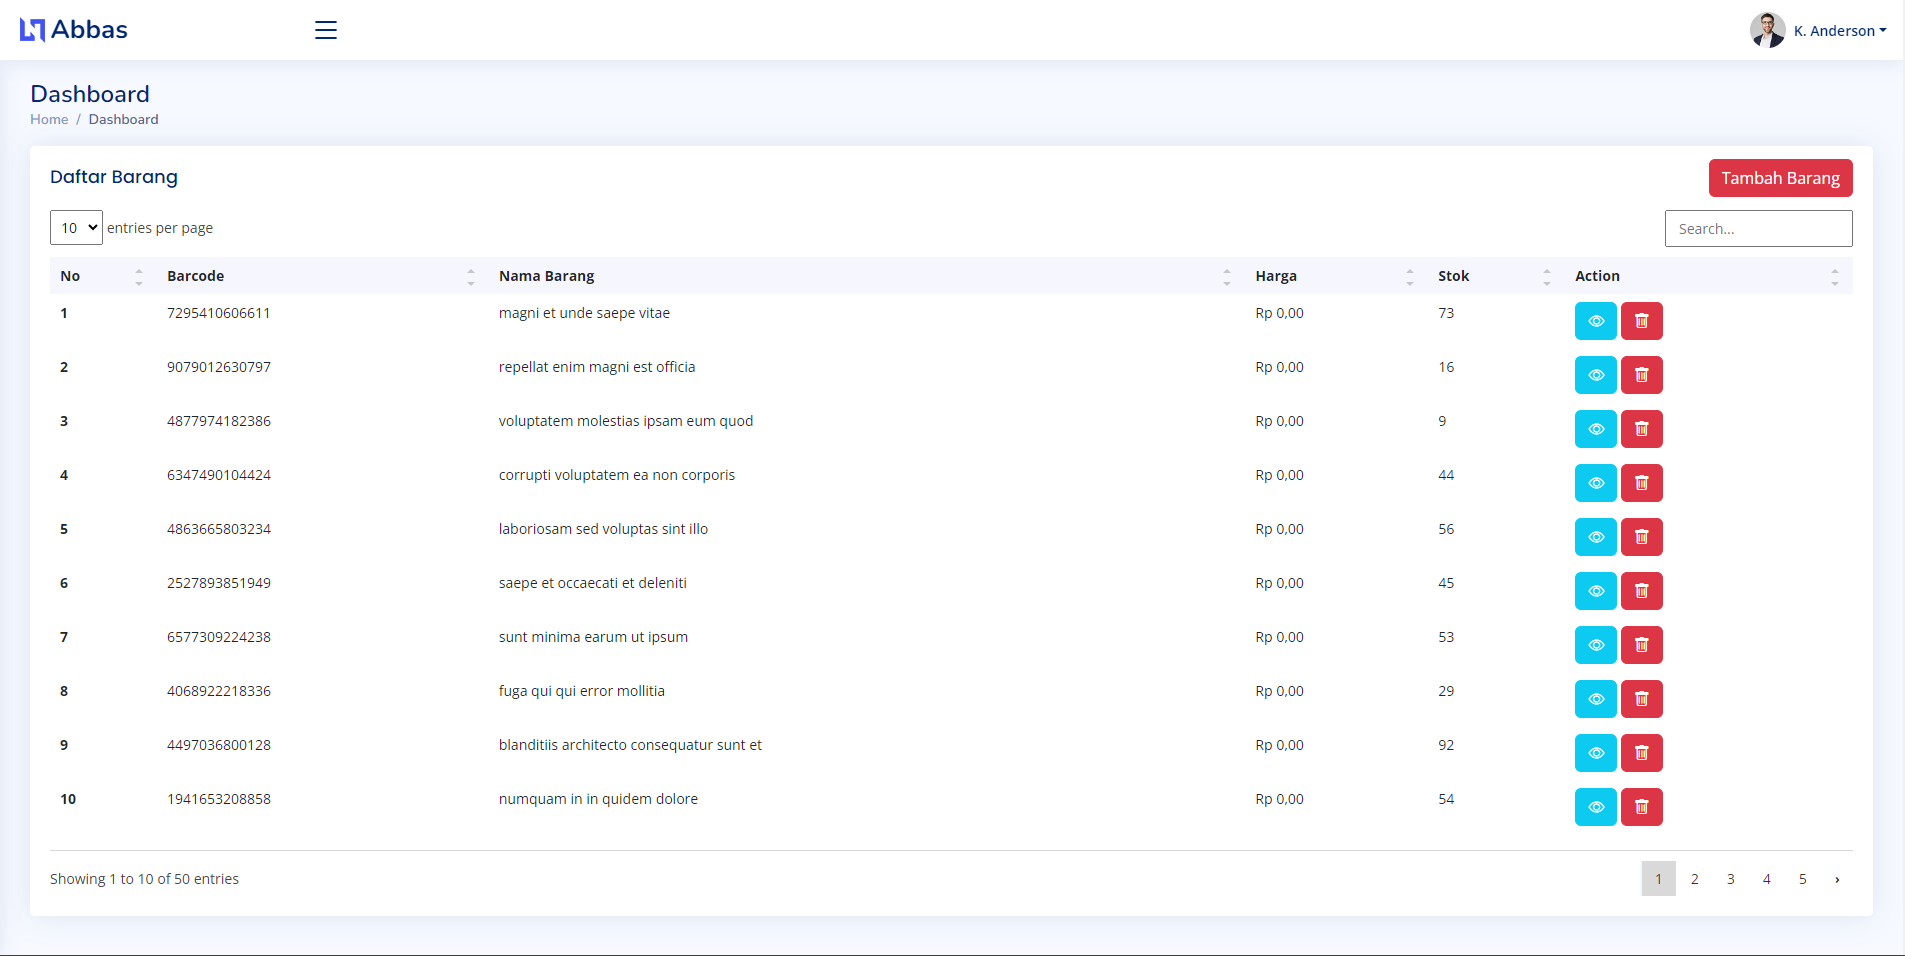 Abbas
K. Anderson
Dashboard
Home / Dashboard
Daftar Barang
Tambah Barang
10 entries per page
Search...
No Barcode Nama Barang Harga Stok Action
1 7295410606611 magni et unde saepe vitae Rp 0,00 73
2 9079012630797 repellat enim magni est officia Rp 0,00 16
3 4877974182386 voluptatem molestias ipsam eum quod Rp 0,00 9
4 6347490104424 corrupti voluptatem ea non corporis Rp 0,00 44
5 4863665803234 laboriosam sed voluptas sint illo Rp 0,00 56
6 2527893851949 saepe et occaecati et deleniti Rp 0,00 45
7 6577309224238 sunt minima earum ut ipsum Rp 0,00 53
8 4068922218336 fuga qui qui error mollitia Rp 0,00 29
9 4497036800128 blanditiis architecto consequatur sunt et Rp 0,00 92
10 1941653208858 numquam in in quidem dolore Rp 0,00 54
Showing 1 to 10 of 50 entries
1 2 3 4 5 ›